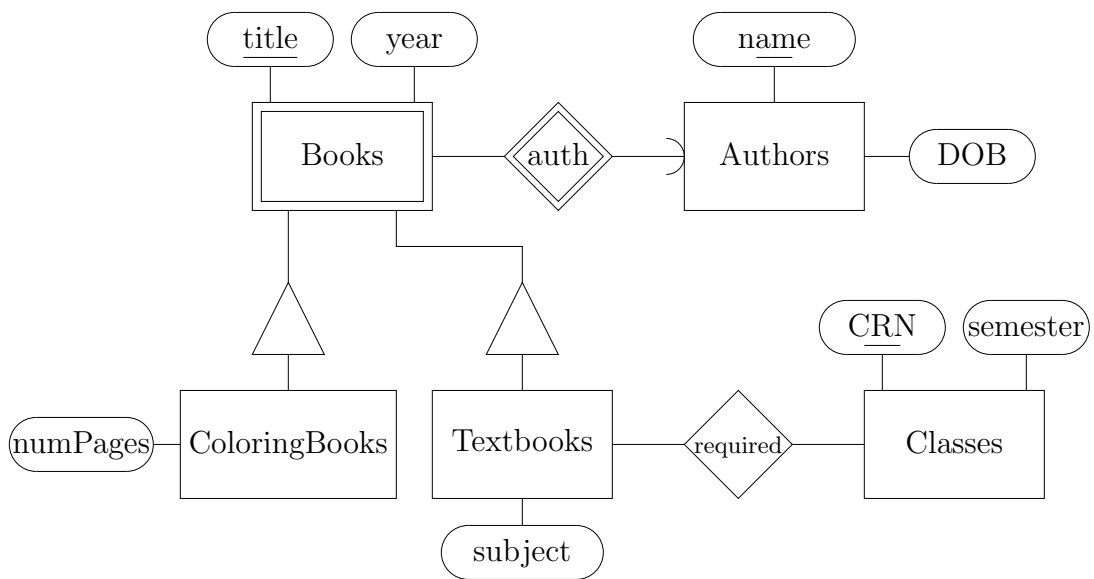 title
year
name
Books
auth
Authors
DOB
CRN
semester
numPages
ColoringBooks
Textbooks
required
Classes
subject